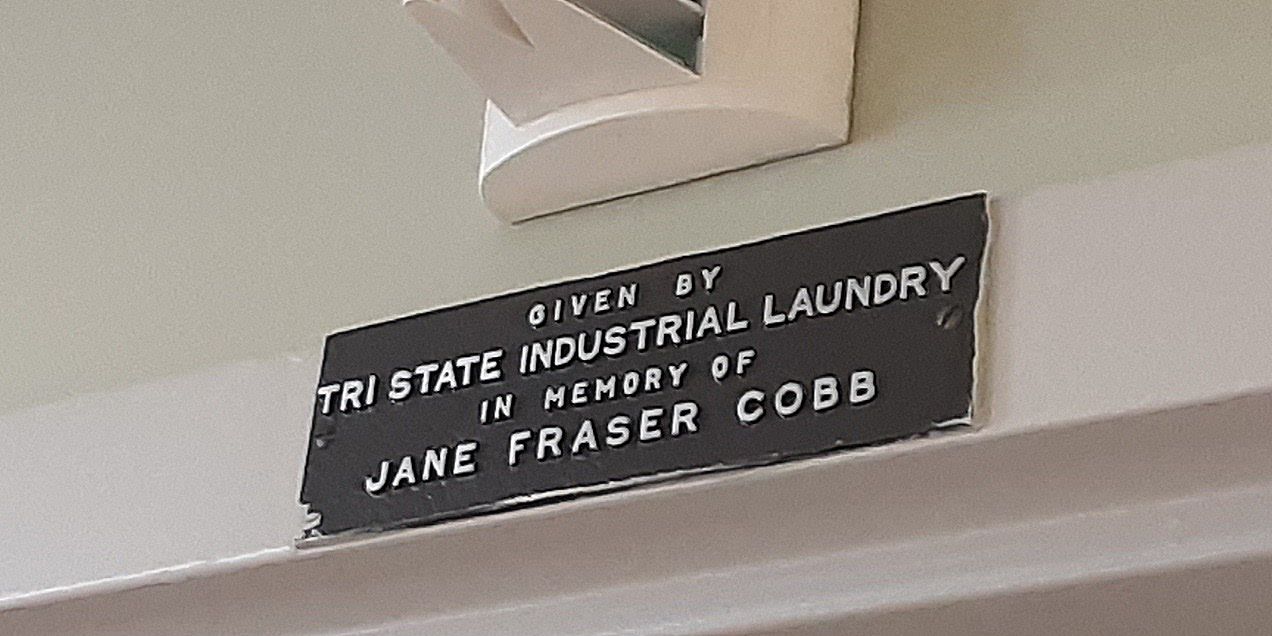 GIVEN BY
TRI STATE INDUSTRIAL LAUNDRY
IN MEMORY OF
JANE FRASER COBB